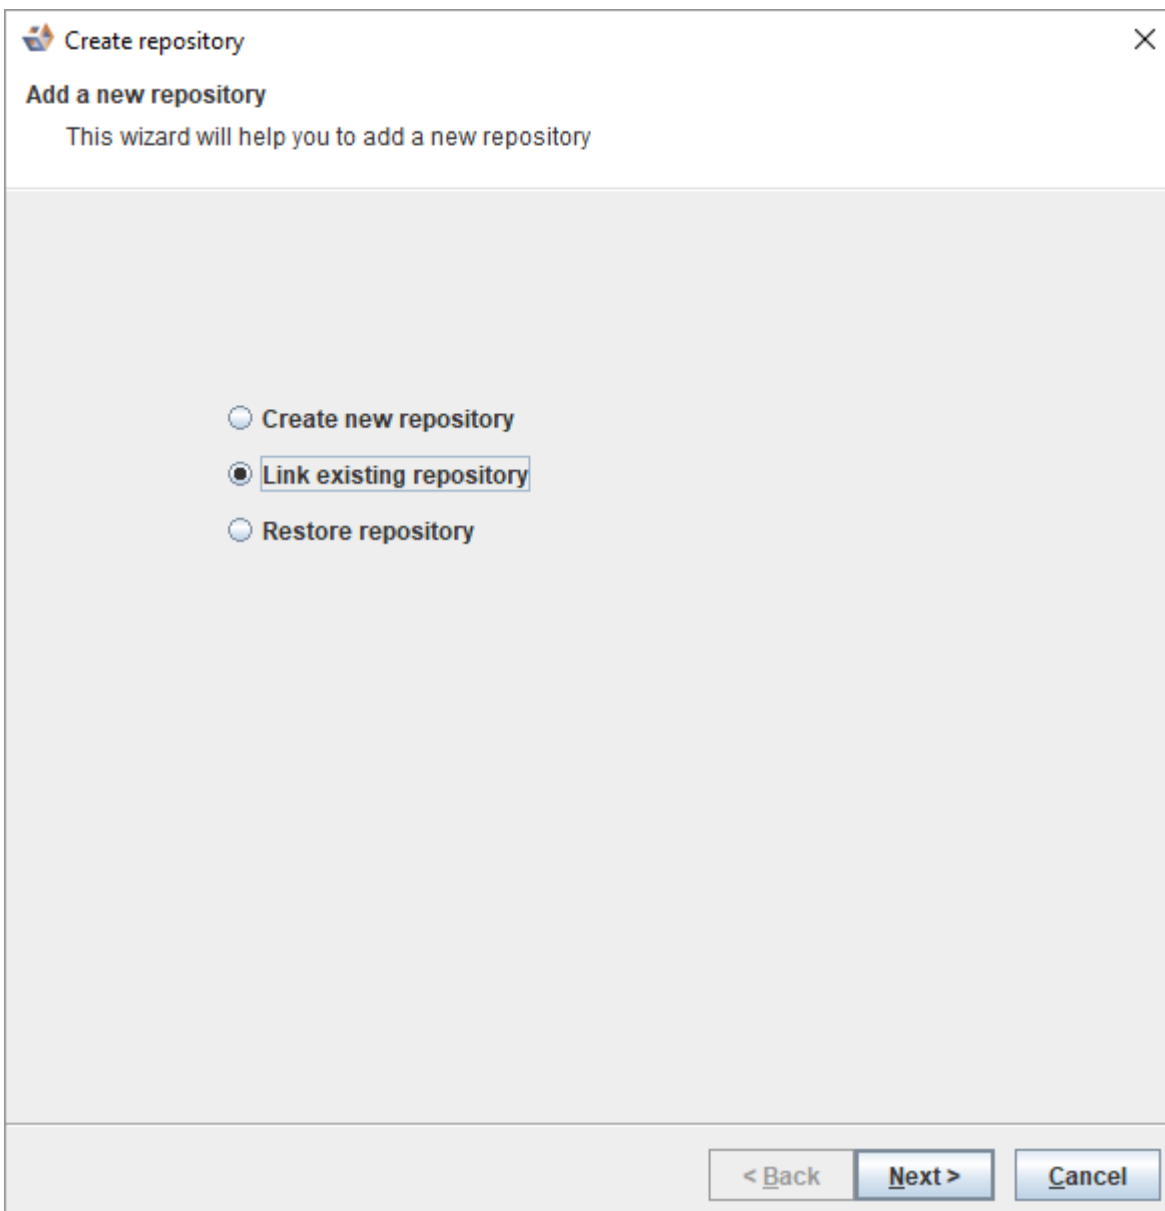 Create repository
Add a new repository
This wizard will help you to add a new repository
Create new repository
Link existing repository
Restore repository
< Back
Next >
Cancel